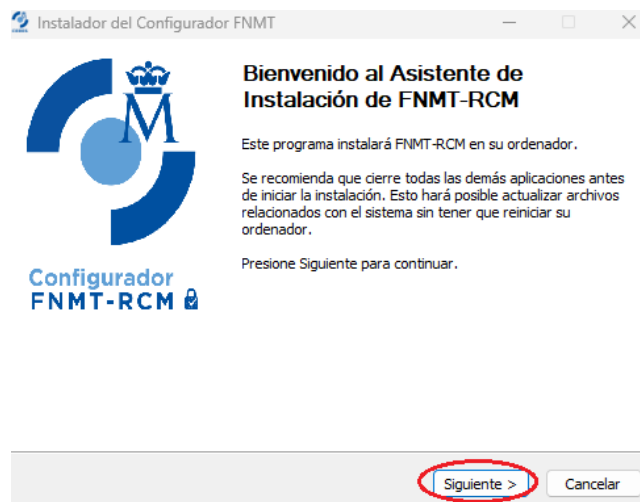 Instalador del Configurador FNMT
Bienvenido al Asistente de
Instalación de FNMT-RCM
Este programa instalará FNMT-RCM en su ordenador.
Se recomienda que cierre todas las demás aplicaciones antes
de iniciar la instalación. Esto hará posible actualizar archivos
relacionados con el sistema sin tener que reiniciar su
ordenador.
Presione Siguiente para continuar.
M
Configurador
FNMT-RCM
Siguiente >
Cancelar